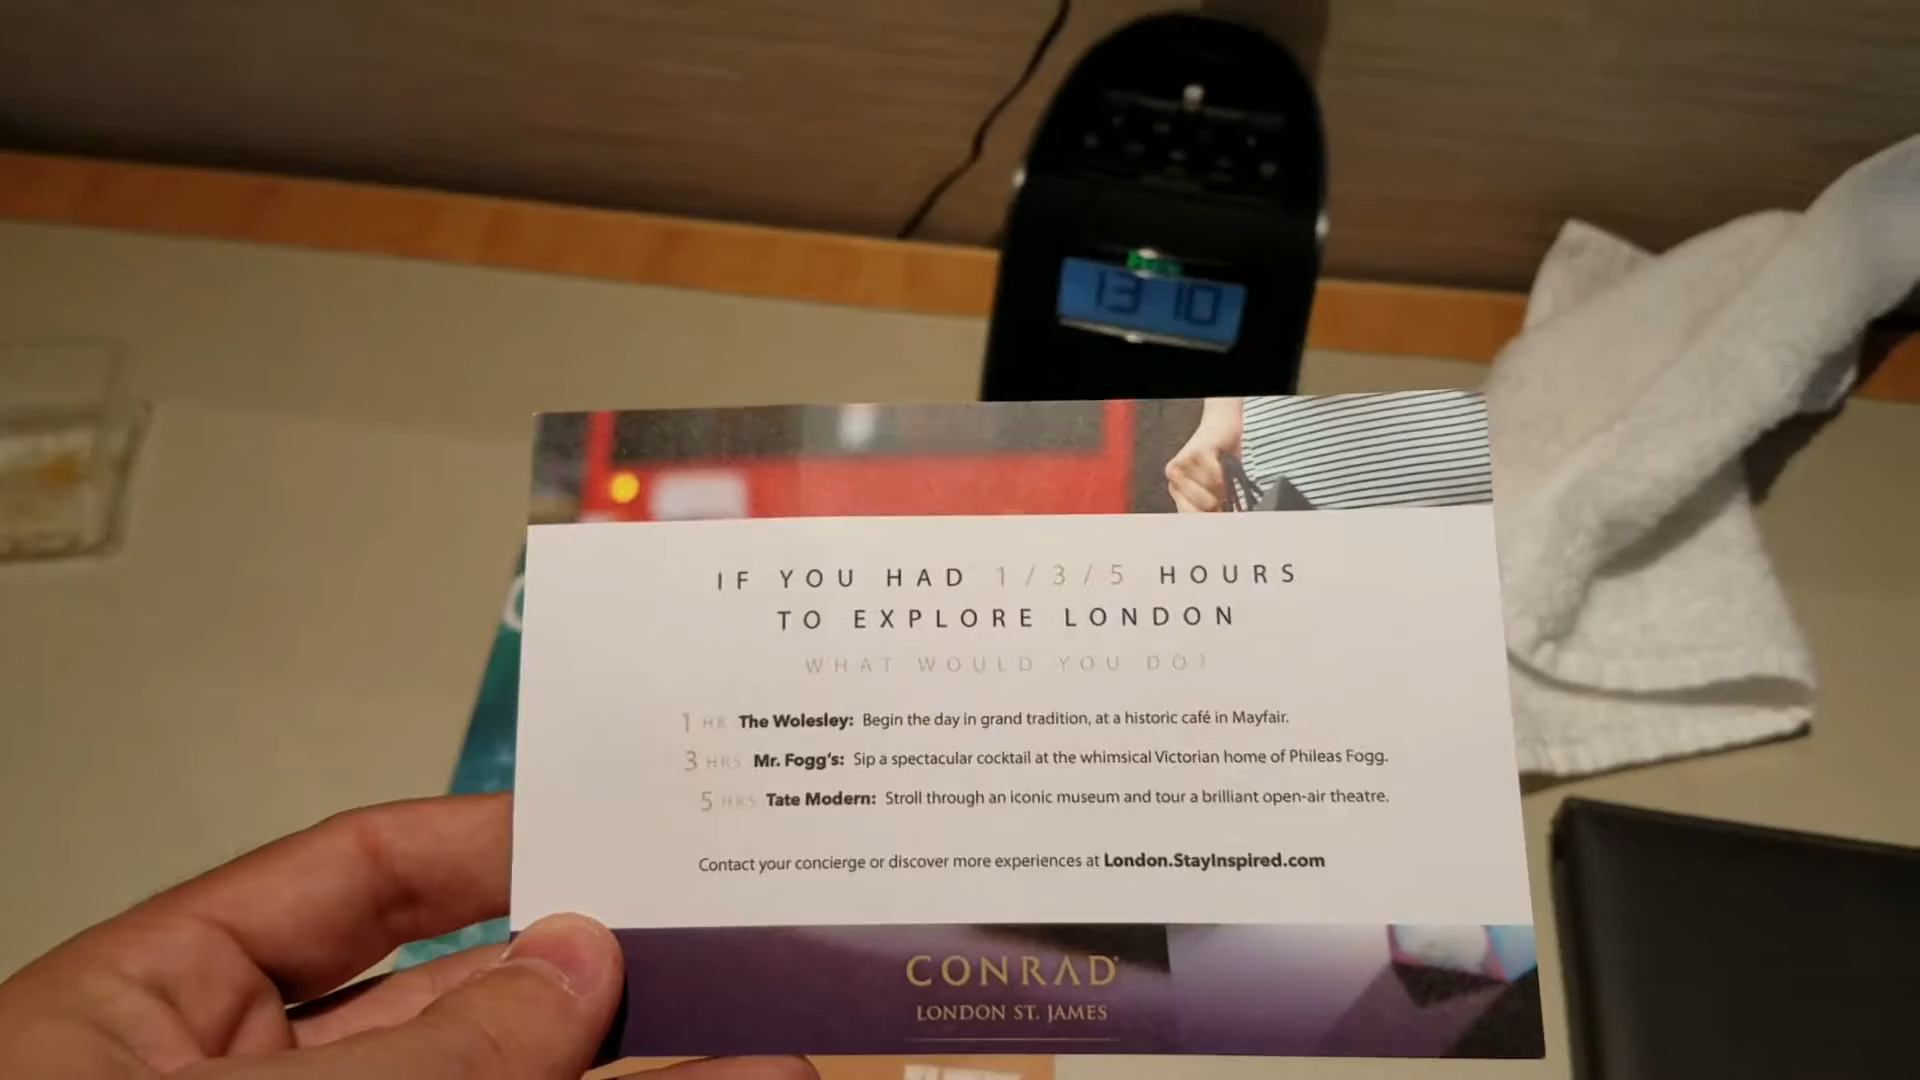 13 10
IF YOU HAD 1/3/5 HOURS
TO EXPLORE LONDON
WHAT WOULD YOU DO?
1 HR The Wolesley: Begin the day in grand tradition, at a historic café in Mayfair.
3 HRS Mr. Fogg's: Sip a spectacular cocktail at the whimsical Victorian home of Phileas Fogg.
5 HRS Tate Modern: Stroll through an iconic museum and tour a brilliant open-air theatre.
Contact your concierge or discover more experiences at London.StayInspired.com
CONRAD
LONDON ST. JAMES